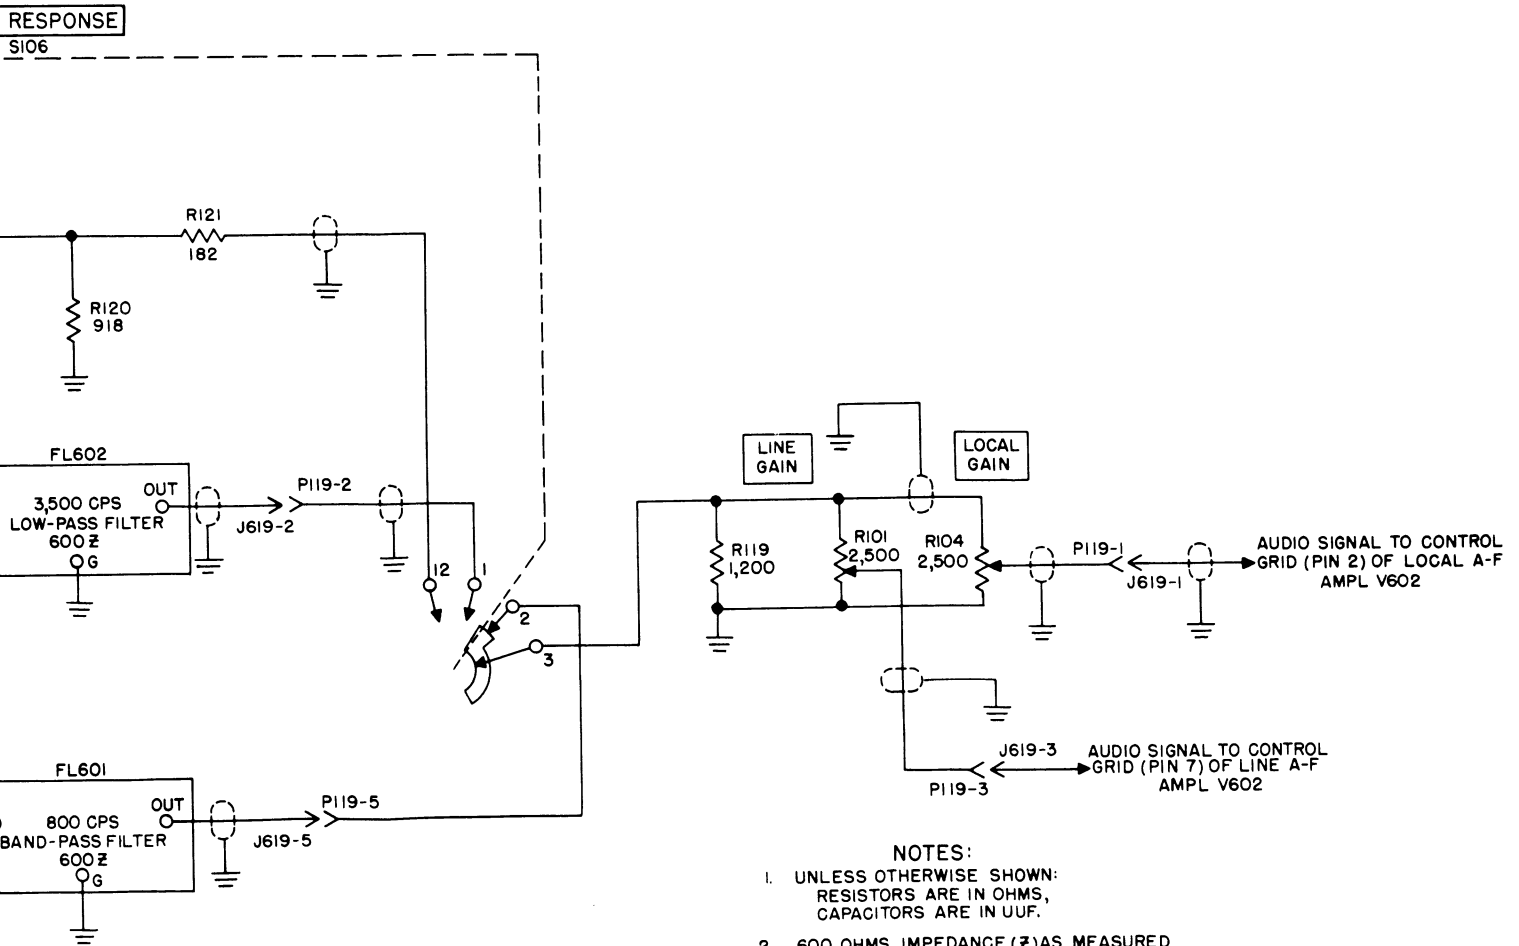 RESPONSE
S106
R121
182
R120
918
FL602
OUT
3,500 CPS
LOW-PASS FILTER
600 Z
G
J619-2
P119-2
12
1
2
3
LINE
GAIN
LOCAL
GAIN
R119
1,200
R101
2,500
R104
2,500
P119-1
J619-1
AUDIO SIGNAL TO CONTROL
GRID (PIN 2) OF LOCAL A-F
AMPL V602
FL601
OUT
800 CPS
BAND-PASS FILTER
600 Z
G
J619-5
P119-5
P119-3
J619-3
AUDIO SIGNAL TO CONTROL
GRID (PIN 7) OF LINE A-F
AMPL V602
NOTES:
1. UNLESS OTHERWISE SHOWN:
RESISTORS ARE IN OHMS,
CAPACITORS ARE IN UUF.
2. 600 OHMS IMPEDANCE (Z) AS MEASURED